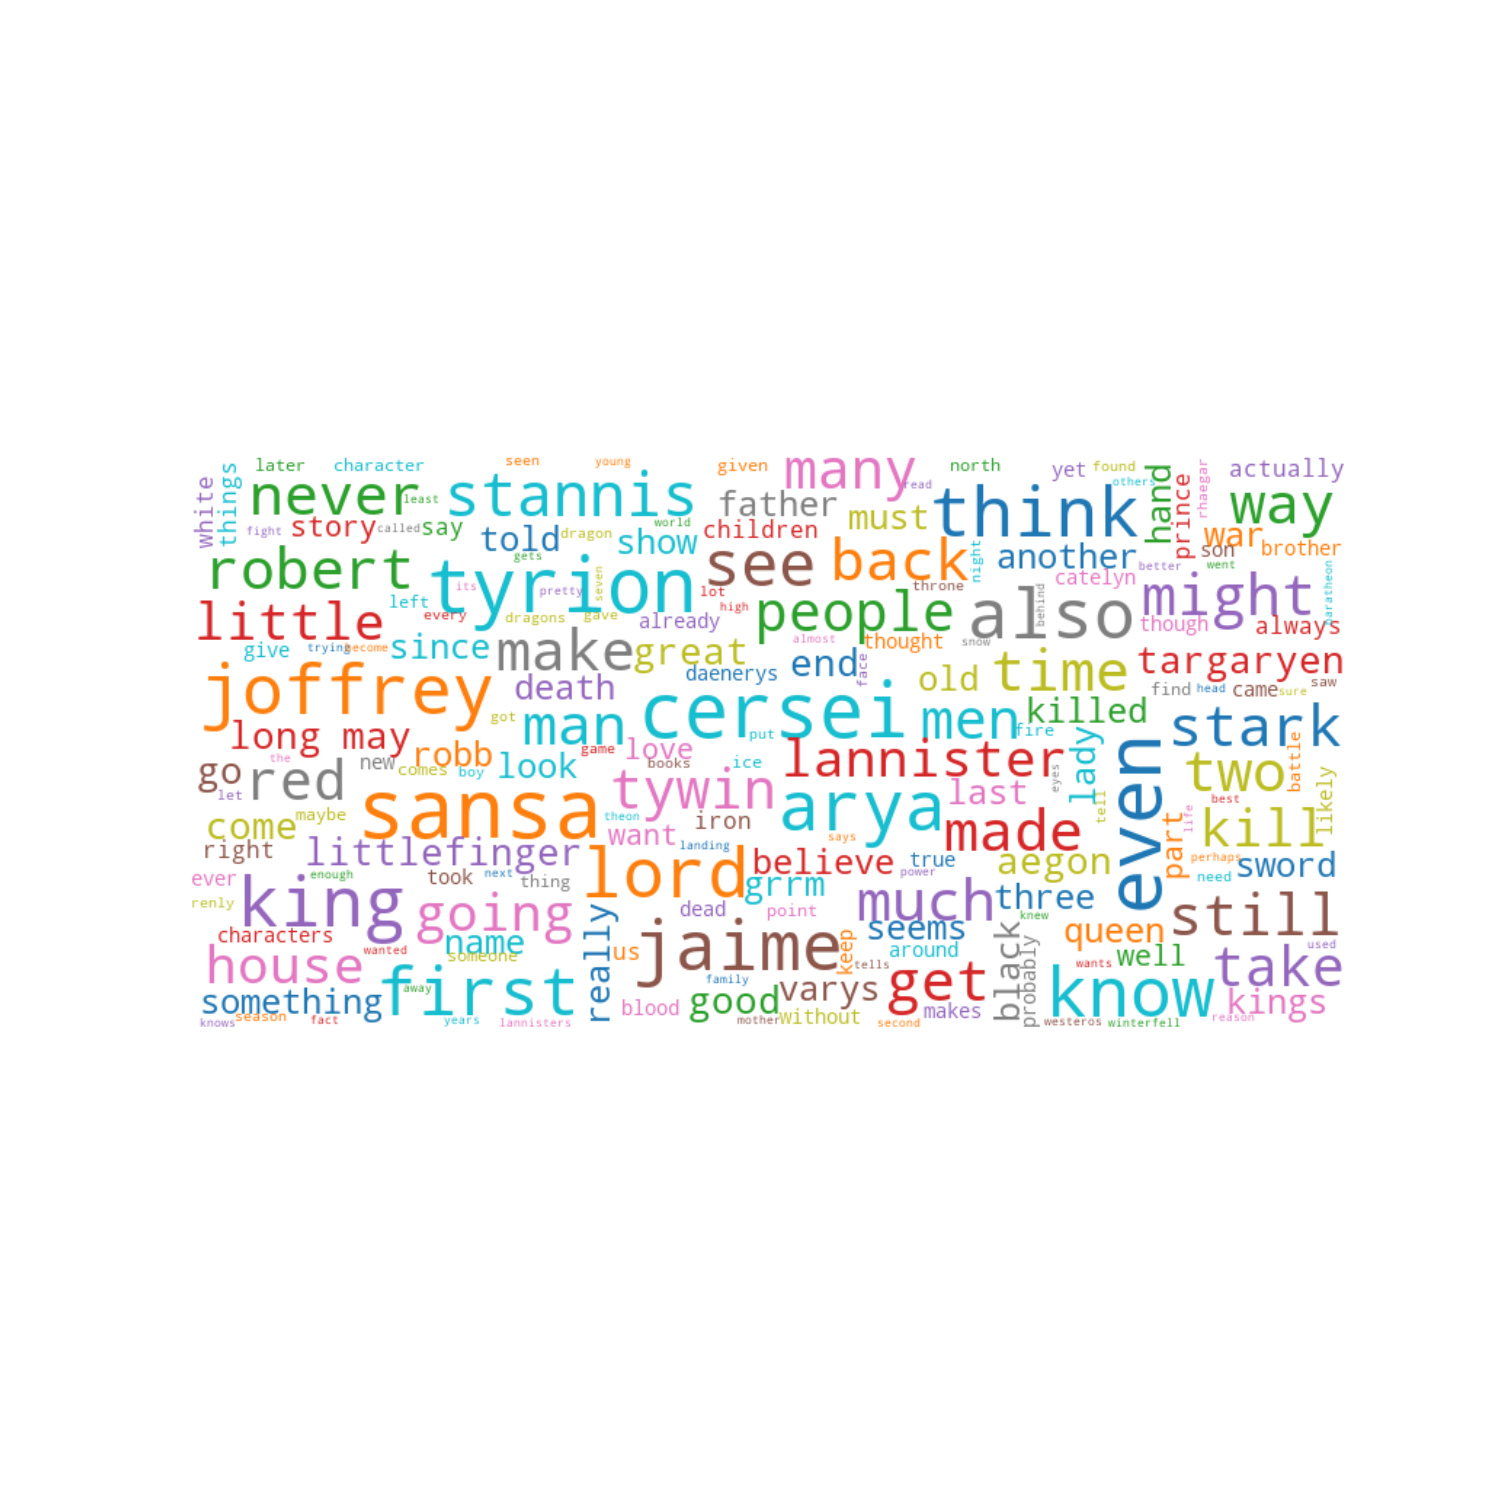 later character seen young given many north yet found actually
white things never least stannis father read think others hand prince rhaegar way
fight story called say told dragon world show children must war son brother
robert gets tyrion its pretty seven see back another night better went
little left every dragons gave already lot high people throne also behind catelyn might baratheon
give trying become since make great almost thought snow though always
joffrey death daenerys end face old time targaryen
got man cersei put men killed find head came sure saw
long may robb game love lannister fire lady stark
the go red new comes boy look books ice eyes even two battle
let sansa tywin arya last tell best likely
come maybe theon want iron says made life part kill
right littlefinger landing believe true aegon perhaps sword
ever enough took next thing lord grrm power much three need
renly king going dead point knew still
characters wanted name someone really us jaime keep seems around black probably queen wants well used
house away first family tells get know take
something blood good varys makes kings
knows season fact years lannisters mother without second westeros winterfell reason